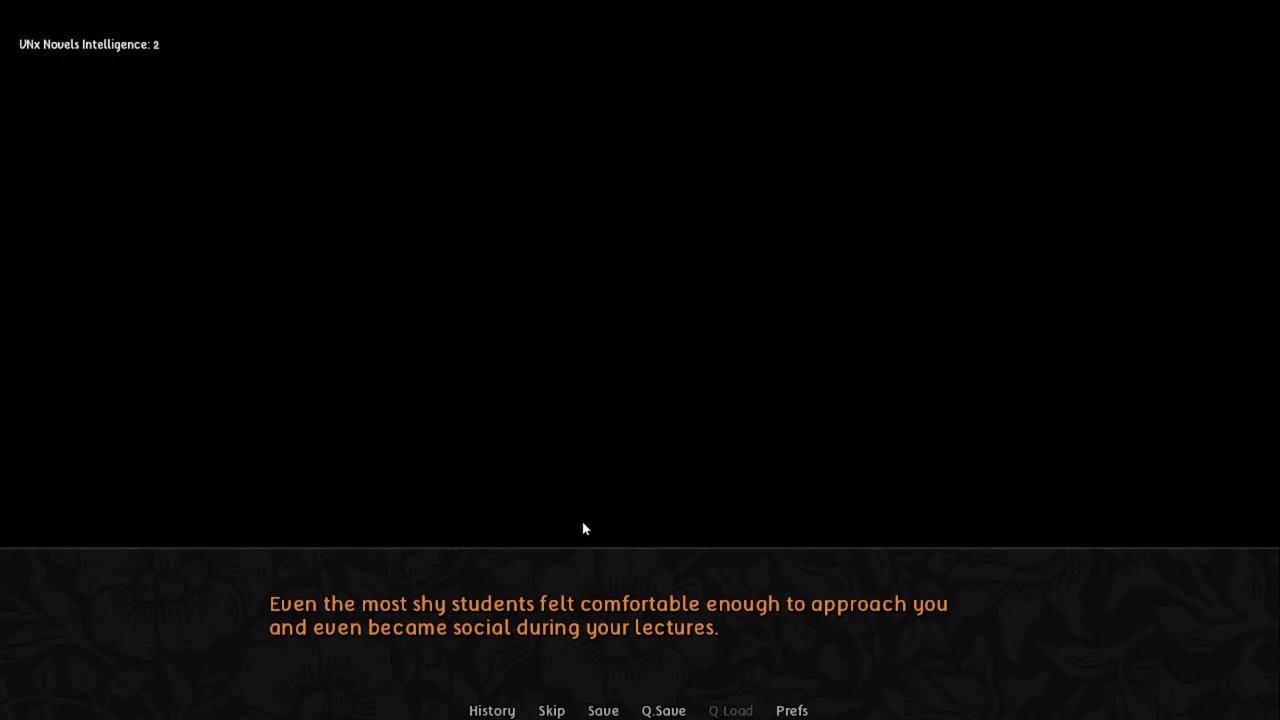 VNx Novels Intelligence: 2
Even the most shy students felt comfortable enough to approach you
and even became social during your lectures.
History Skip Save Q.Save Q.Load Prefs